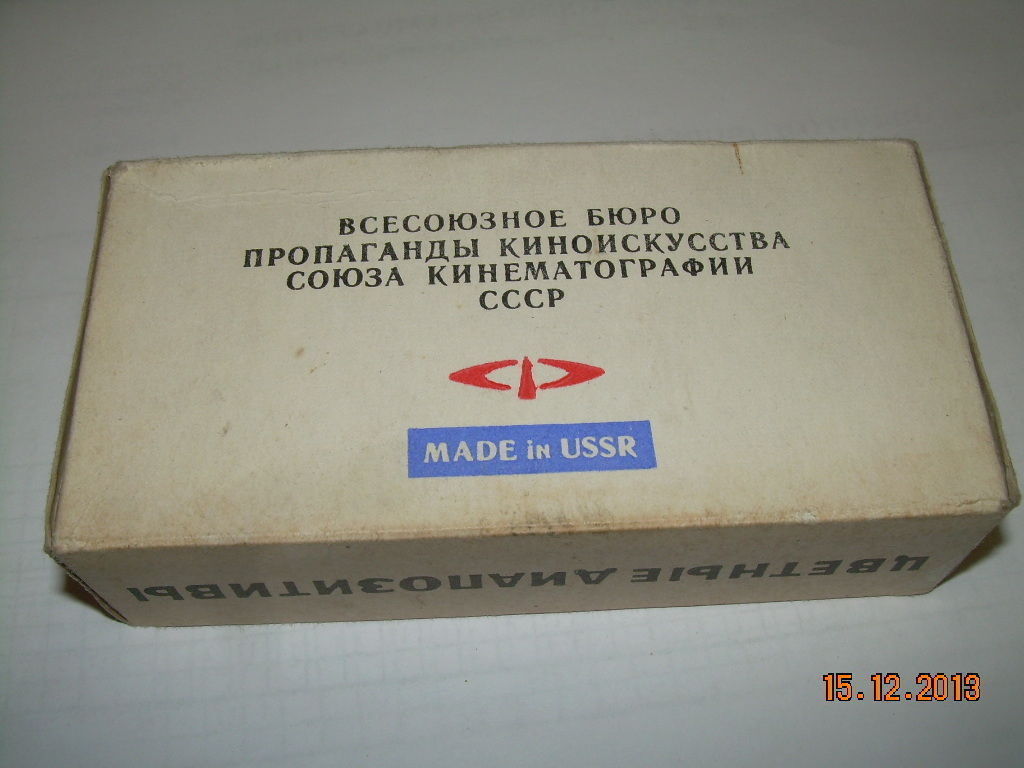 ВСЕСОЮЗНОЕ БЮРО
ПРОПАГАНДЫ КИНОИСКУССТВА
СОЮЗА КИНЕМАТОГРАФИИ
СССР
MADE in USSR
ЦВЕТНЫЕ ДИАПОЗИТИВЫ
15.12.2013